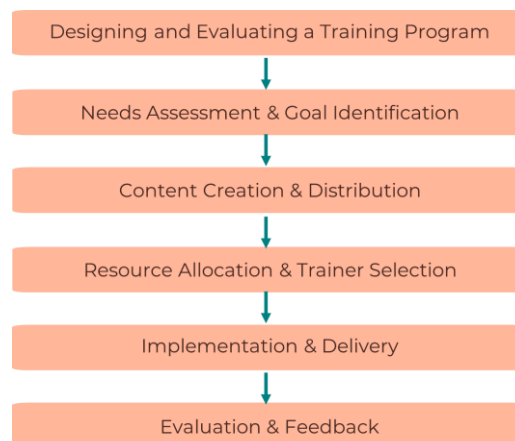 Designing and Evaluating a Training Program
Needs Assessment & Goal Identification
Content Creation & Distribution
Resource Allocation & Trainer Selection
Implementation & Delivery
Evaluation & Feedback